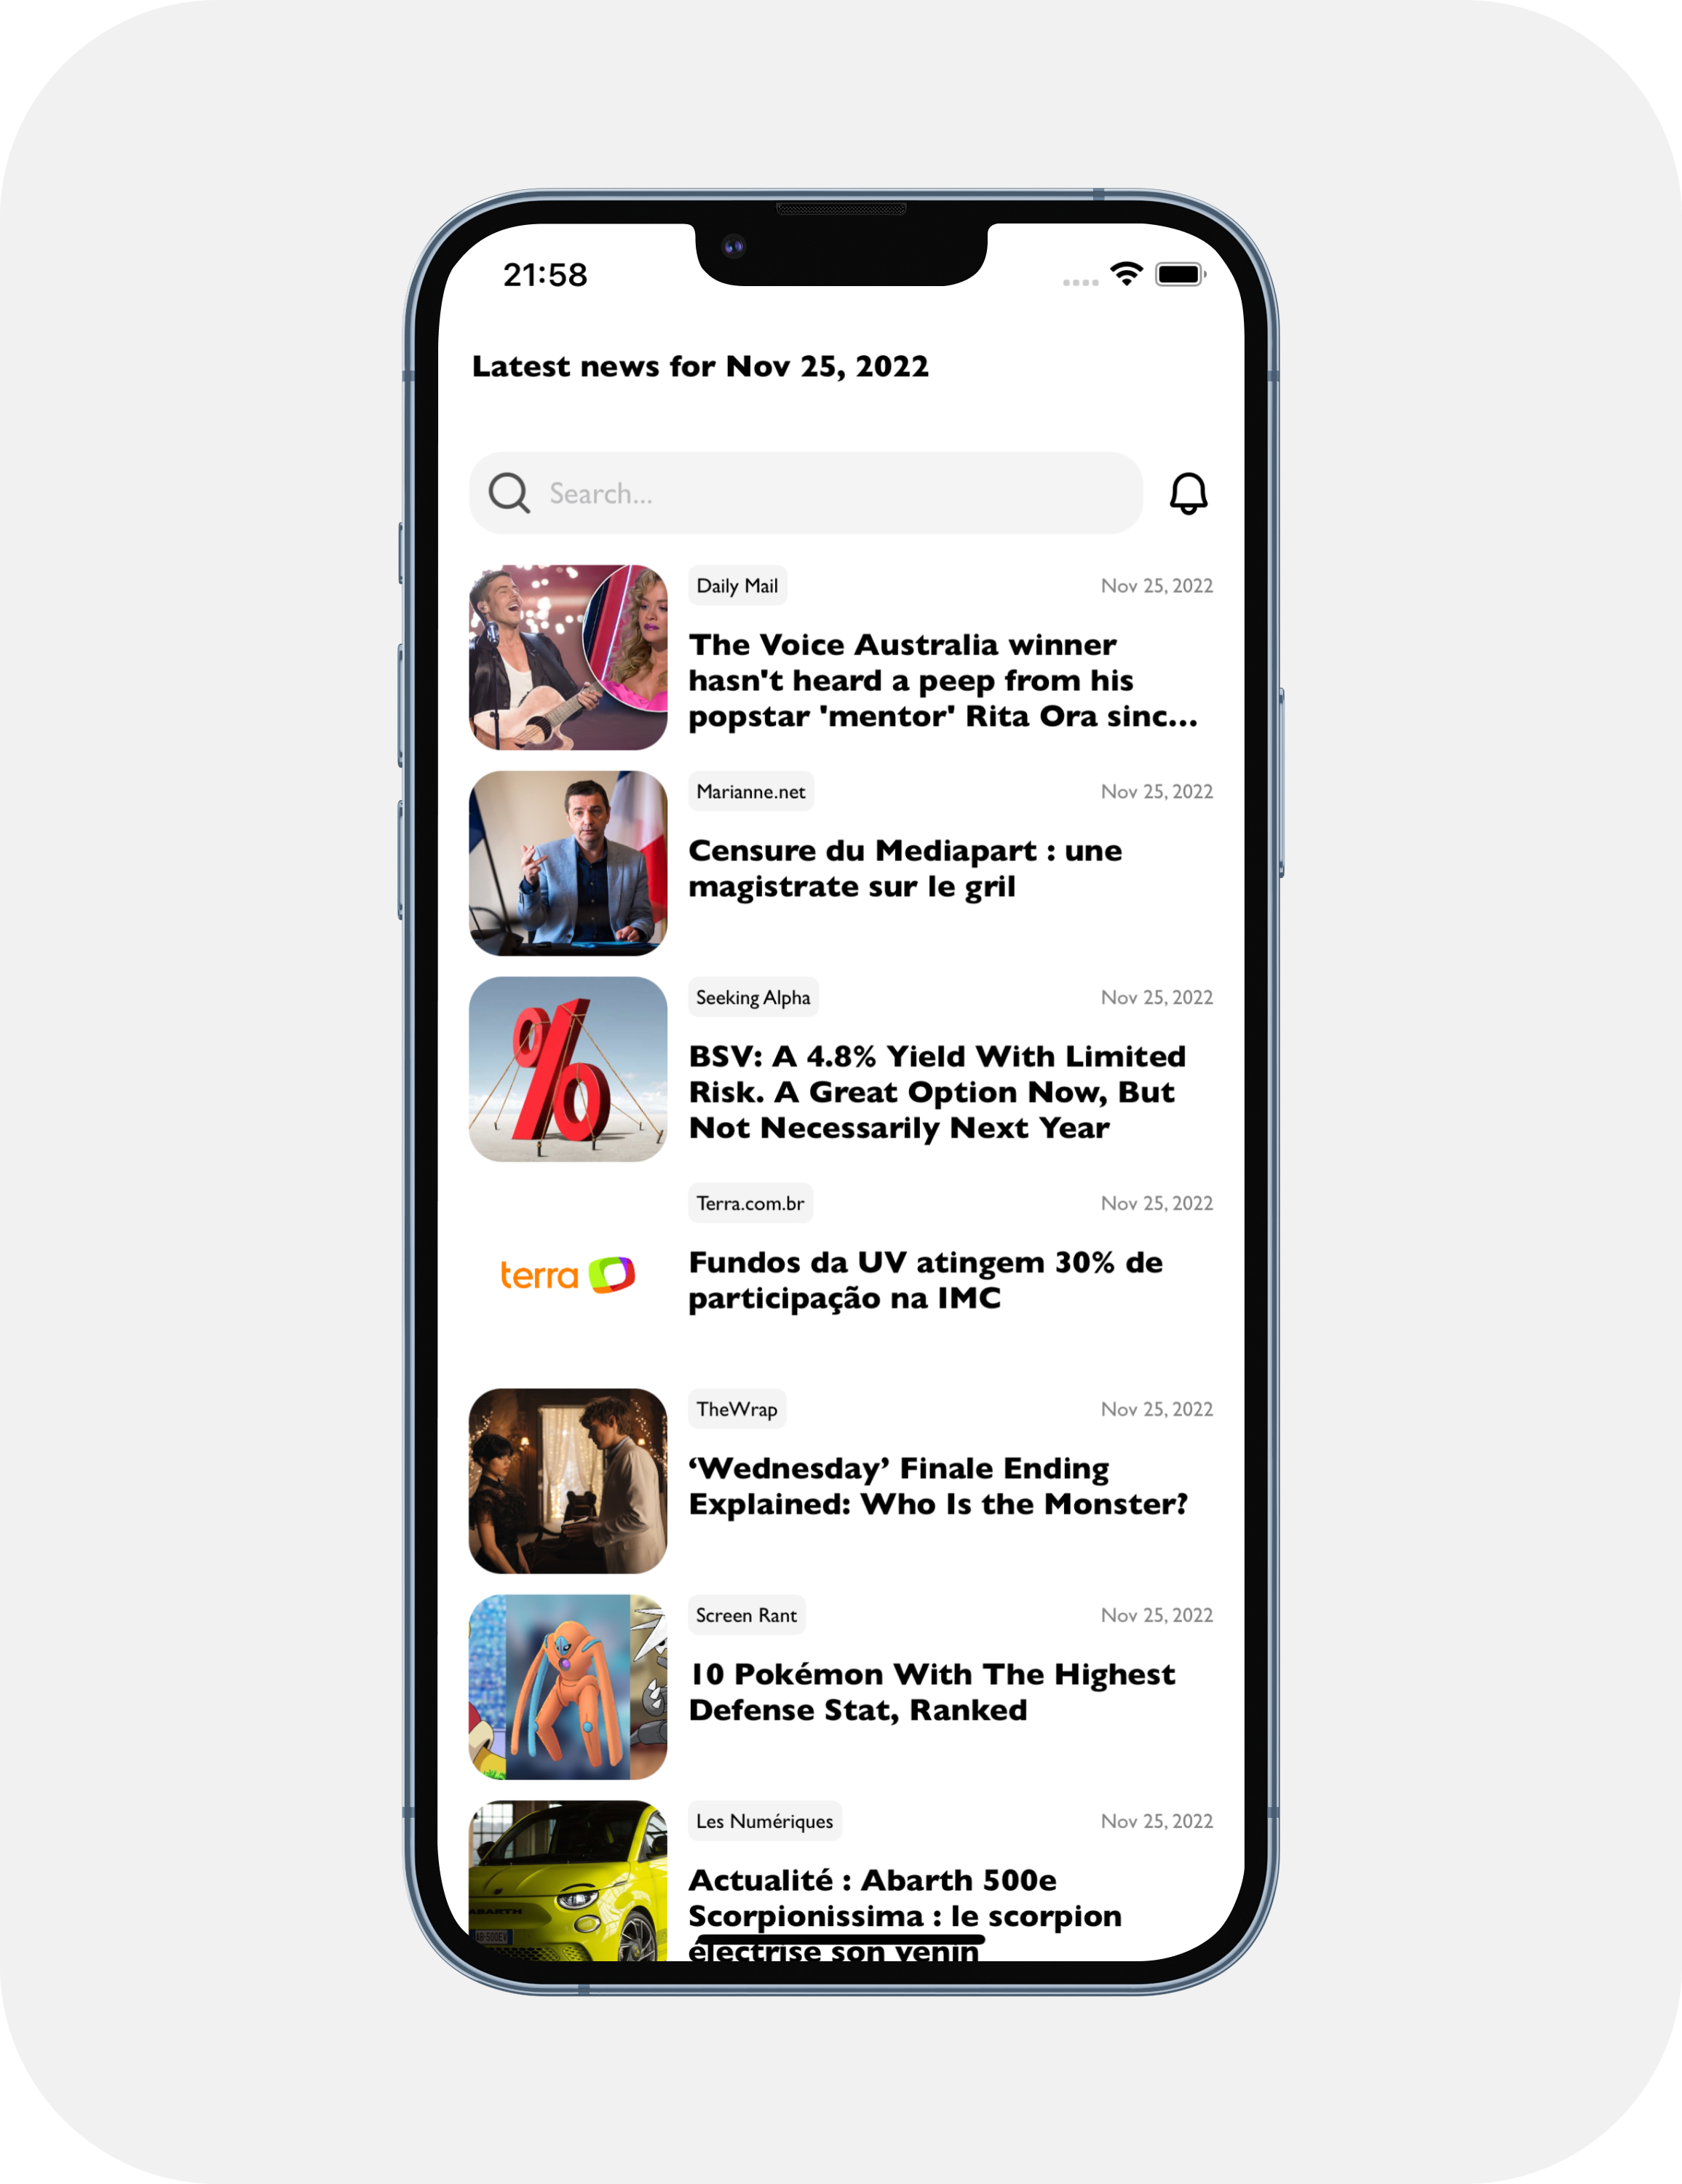 21:58
Latest news for Nov 25, 2022
Search...
Daily Mail
Nov 25, 2022
The Voice Australia winner
hasn't heard a peep from his
popstar 'mentor' Rita Ora sinc...
Marianne.net
Nov 25, 2022
Censure du Mediapart : une
magistrate sur le gril
Seeking Alpha
Nov 25, 2022
%
BSV: A 4.8% Yield With Limited
Risk. A Great Option Now, But
Not Necessarily Next Year
Terra.com.br
Nov 25, 2022
terra
Fundos da UV atingem 30% de
participação na IMC
TheWrap
Nov 25, 2022
‘Wednesday’ Finale Ending
Explained: Who Is the Monster?
Screen Rant
Nov 25, 2022
10 Pokémon With The Highest
Defense Stat, Ranked
Les Numériques
Nov 25, 2022
Actualité : Abarth 500e
Scorpionissima : le scorpion
électrise son venin
ABARTH
AB·500EV